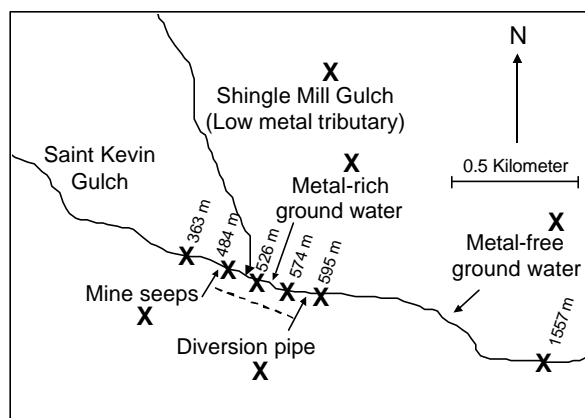 N
X
Shingle Mill Gulch
(Low metal tributary)
Saint Kevin
Gulch
0.5 Kilometer
X
Metal-rich
ground water
X
Metal-free
ground water
363 m
484 m
526 m
574 m
595 m
X
X
X
X
X
Mine seeps
X
Diversion pipe
X
1557 m
X